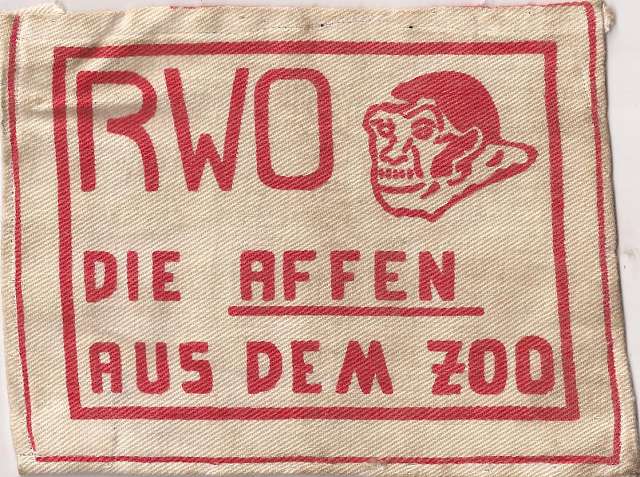 RWO
DIE AFFEN
AUS DEM ZOO